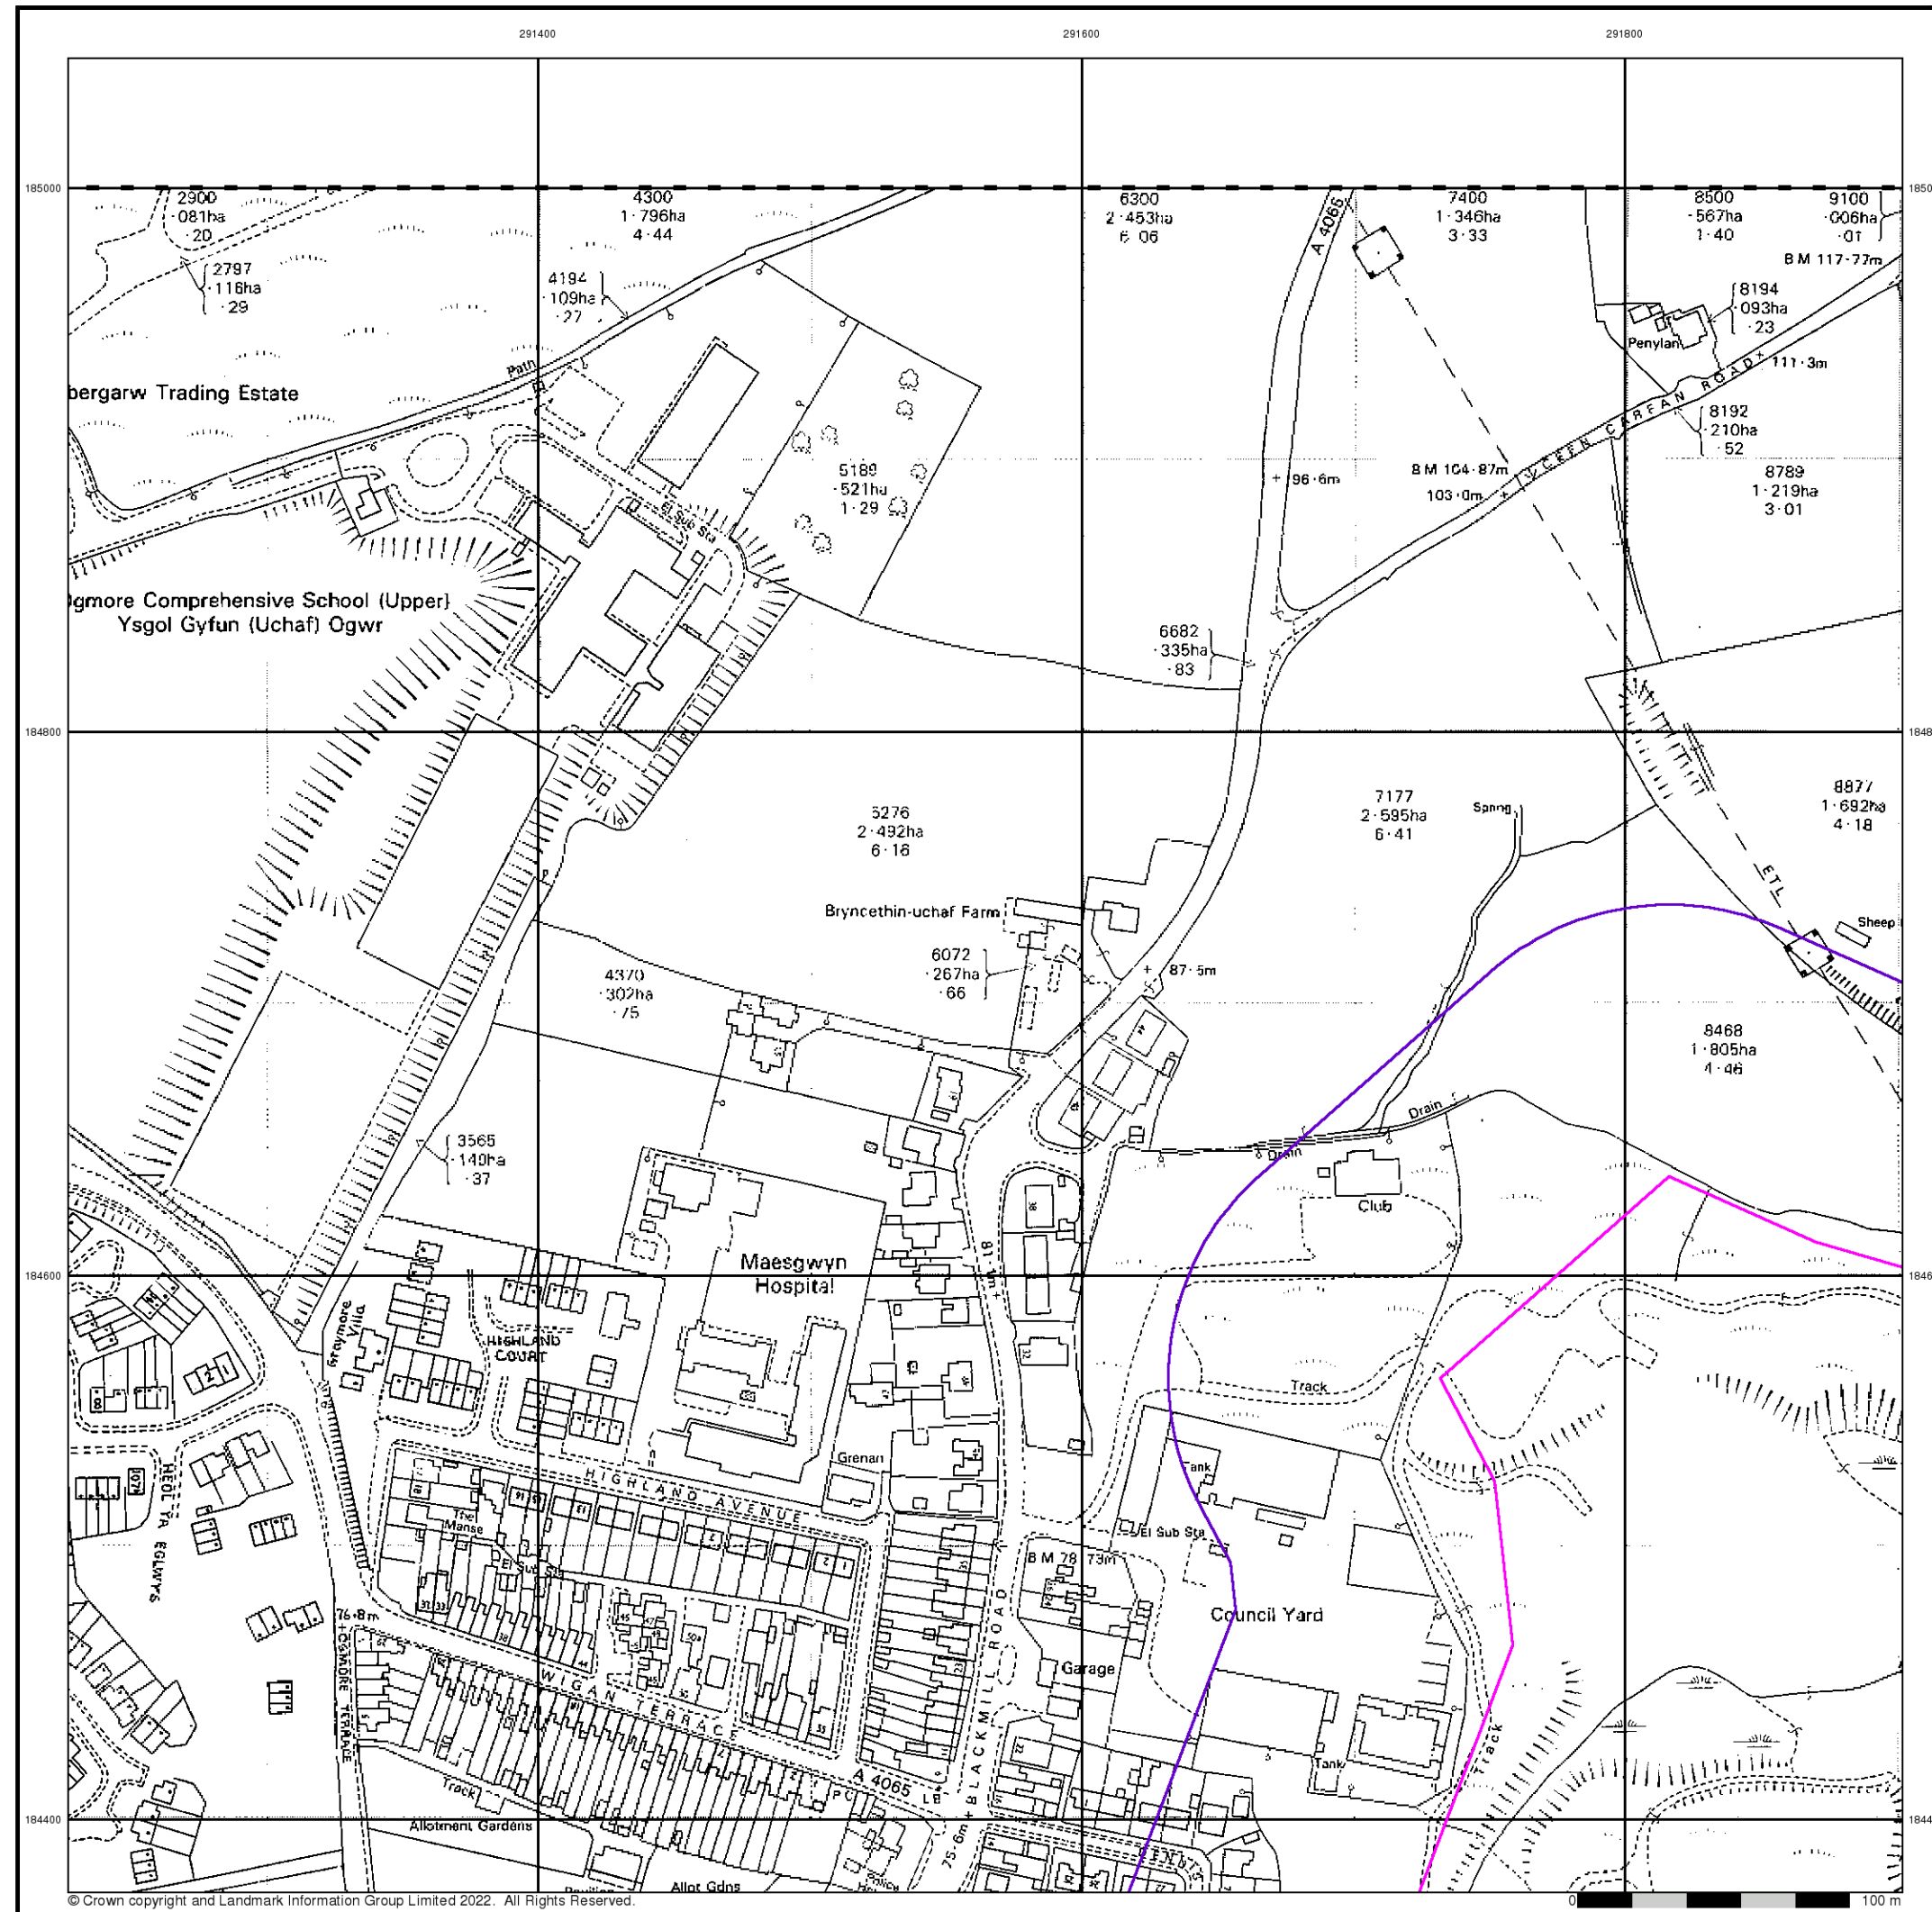 291400
291600
291800
185000
2900
·081ha
·20
4300
1·796ha
4·44
6300
2·453ha
6·06
A 4065
7400
1·346ha
3·33
8500
·567ha
1·40
9100
·006ha
·01
B M 117·77m
2797
·116ha
·29
4194
·109ha
·27
8194
·093ha
·23
Penylan
111·3m
Path
bergarw Trading Estate
ROAD
8192
·210ha
·52
5189
·521ha
1·29
96·6m
B M 104·87m
103·0m
8789
1·219ha
3·01
El Sub Sta
gmore Comprehensive School (Upper)
Ysgol Gyfun (Uchaf) Ogwr
6682
·335ha
·83
184800
5276
2·492ha
6·16
7177
2·595ha
6·41
Spring
8877
1·692ha
4·18
ETL
Bryncethin-uchaf Farm
Sheep
6072
·267ha
·66
87·5m
4370
·302ha
·75
8468
1·805ha
4·46
Drain
3565
·149ha
·37
Drain
Club
Maesgwyn
Hospital
81·1m
184600
Graymore
Villa
HIGHLAND
COURT
Track
Grenan
Tank
HIGHLAND AVENUE
The
Manse
El Sub Sta
El Sub Sta
B M 78·73m
HEOL YR EGLWYS
76·8m
Council Yard
OGMORE TERRACE
WIGAN TERRACE
BLACKMILL ROAD
Garage
Track
Tank
Track
A 4065
PC
LB
75·6m
184400
Allotment Gardens
Allot Gdns
Police
© Crown copyright and Landmark Information Group Limited 2022. All Rights Reserved.
0
100 m